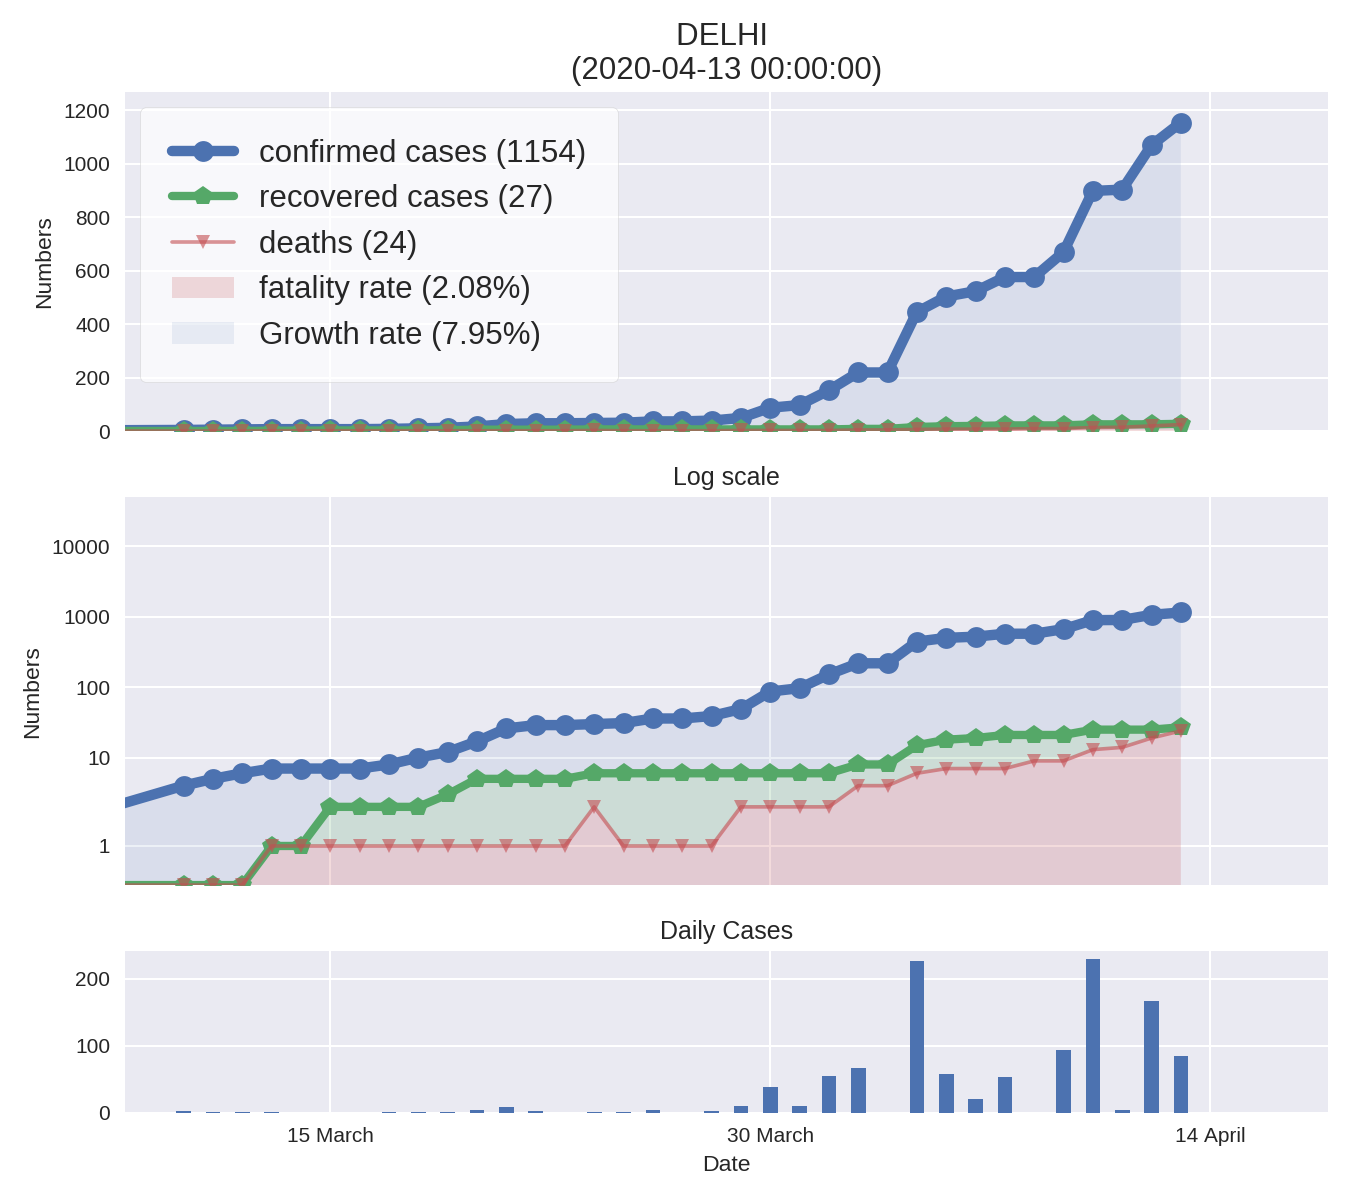 DELHI
(2020-04-13 00:00:00)
1200
1000
800
600
400
200
0
Numbers
confirmed cases (1154)
recovered cases (27)
deaths (24)
fatality rate (2.08%)
Growth rate (7.95%)
Log scale
10000
1000
100
10
1
Numbers
Daily Cases
200
100
0
15 March
30 March
14 April
Date